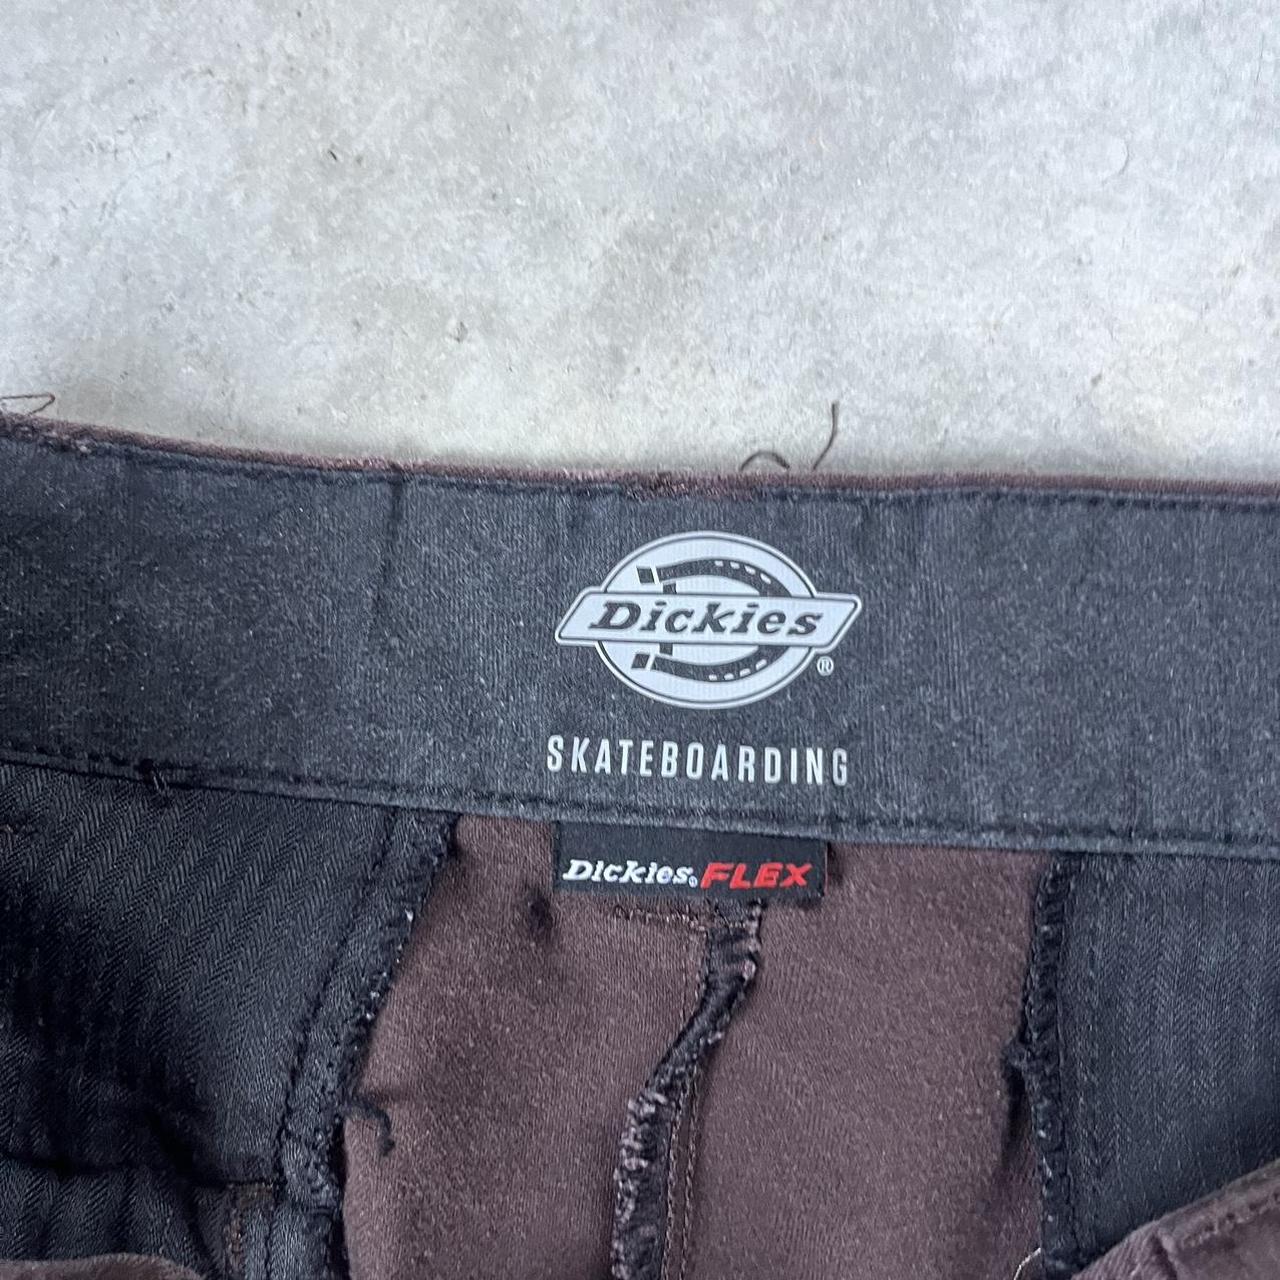 Dickies
®
SKATEBOARDING
Dickies® FLEX